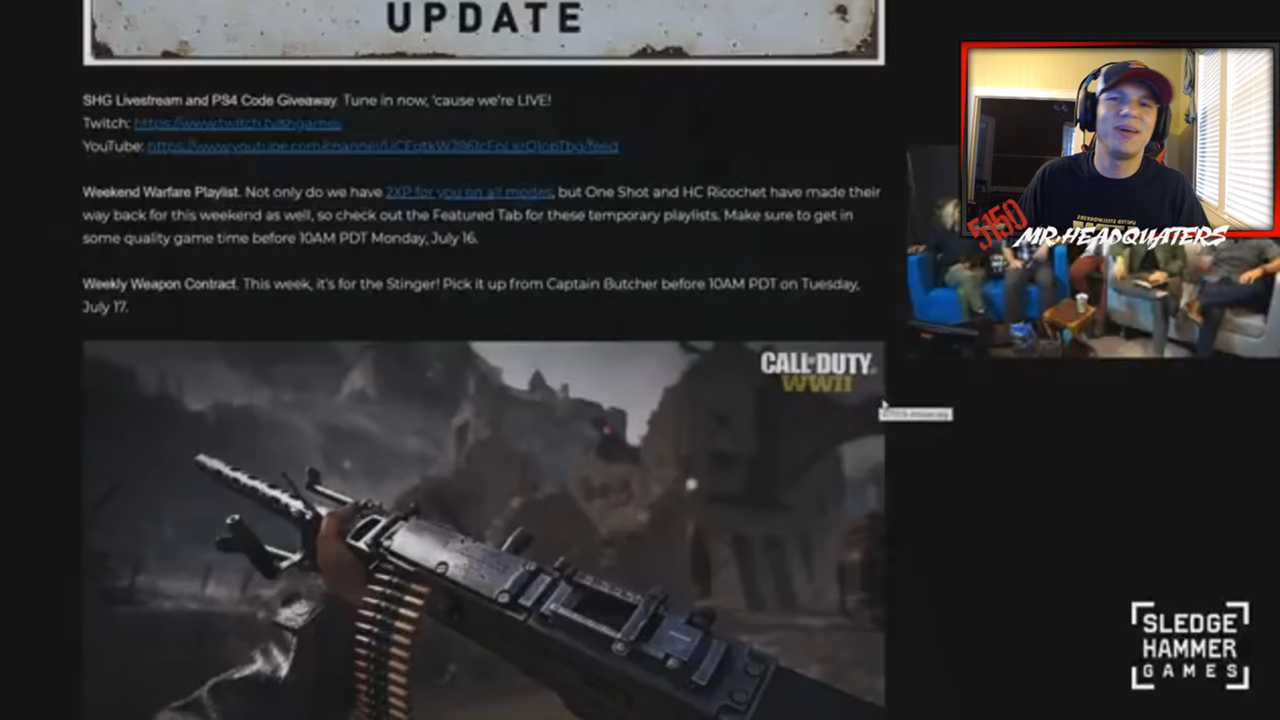 UPDATE
SHG Livestream and PS4 Code Giveaway. Tune in now, 'cause we're LIVE!
Twitch: https://www.twitch.tv/shgames
YouTube:
Weekend Warfare Playlist. Not only do we have 2XP for you on all modes, but One Shot and HC Ricochet have made their
way back for this weekend as well, so check out the Featured Tab for these temporary playlists. Make sure to get in
some quality game time before 10AM PDT Monday, July 16.
Weekly Weapon Contract. This week, it's for the Stinger! Pick it up from Captain Butcher before 10AM PDT on Tuesday,
July 17.
CALL OF DUTY
WWII
5150
MR.HEADQUATERS
SLEDGE
HAMMER
GAMES